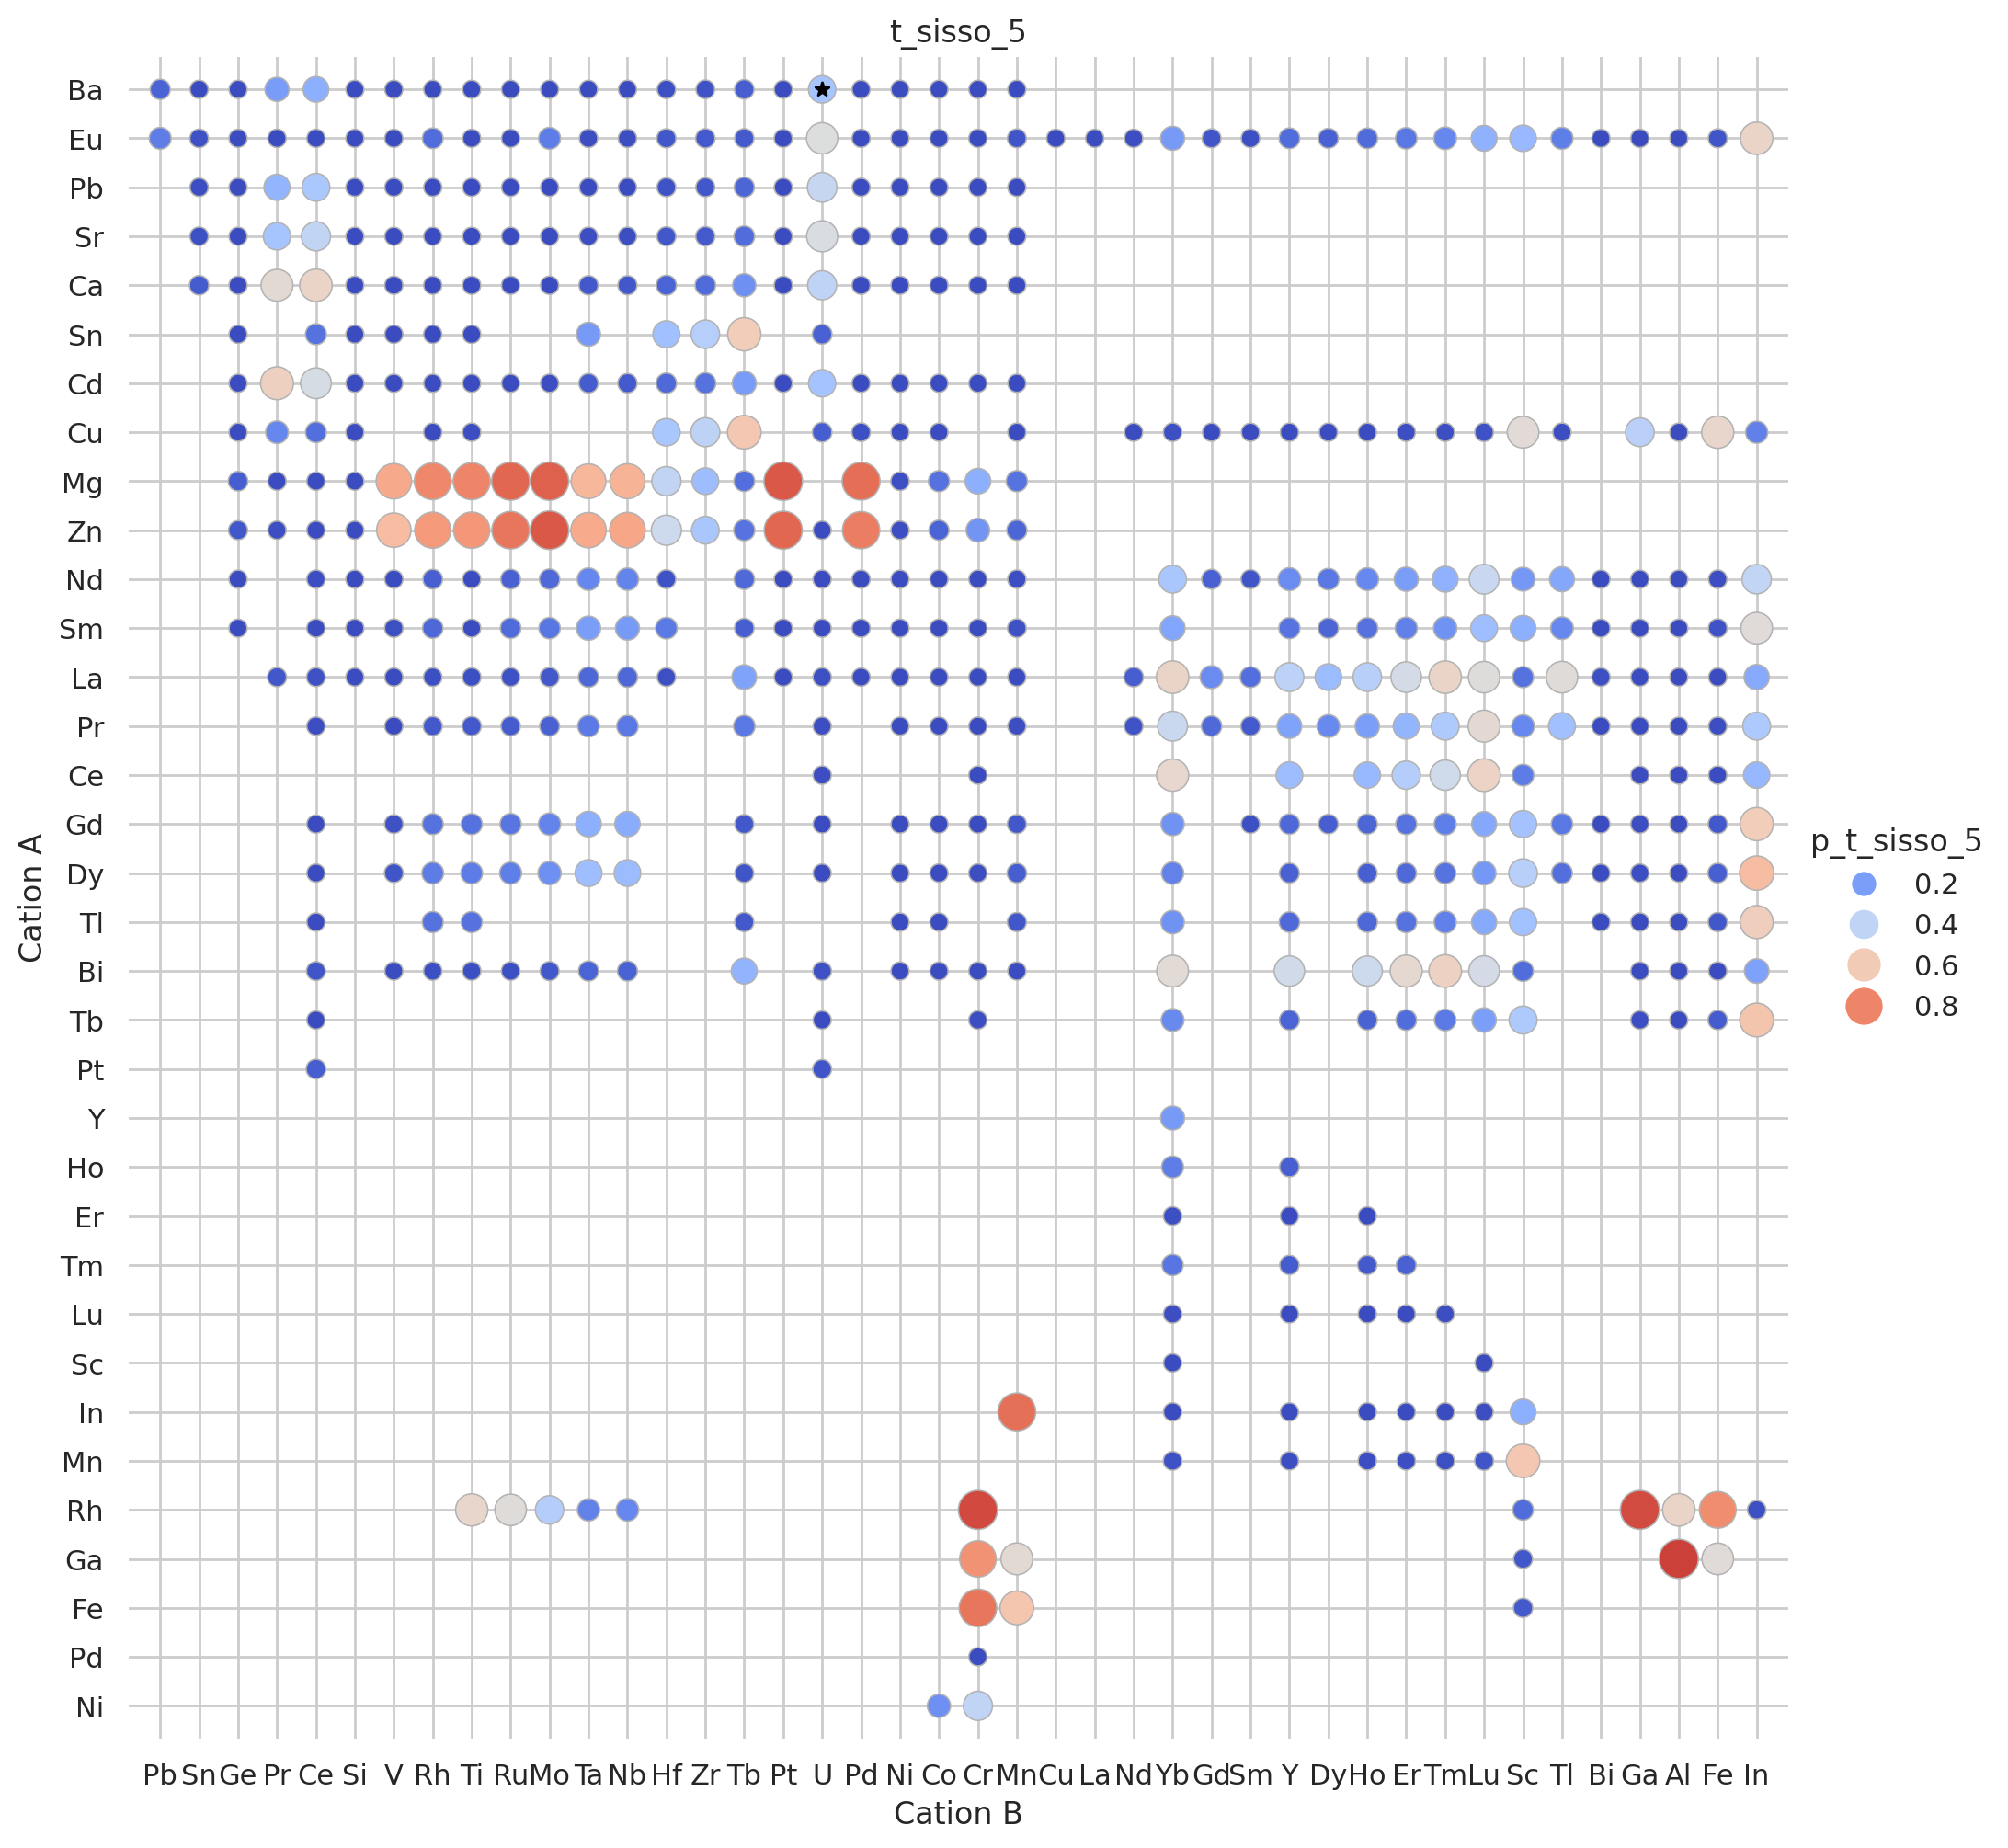 t_sisso_5
Ba
Eu
Pb
Sr
Ca
Sn
Cd
Cu
Mg
Zn
Nd
Sm
La
Pr
Ce
Gd
Dy
Tl
Bi
Tb
Pt
Y
Ho
Er
Tm
Lu
Sc
In
Mn
Rh
Ga
Fe
Pd
Ni
Cation A
Pb Sn Ge Pr Ce Si V Rh Ti Ru Mo Ta Nb Hf Zr Tb Pt U Pd Ni Co Cr Mn Cu La Nd Yb Gd Sm Y Dy Ho Er Tm Lu Sc Tl Bi Ga Al Fe In
Cation B
p_t_sisso_5
0.2
0.4
0.6
0.8